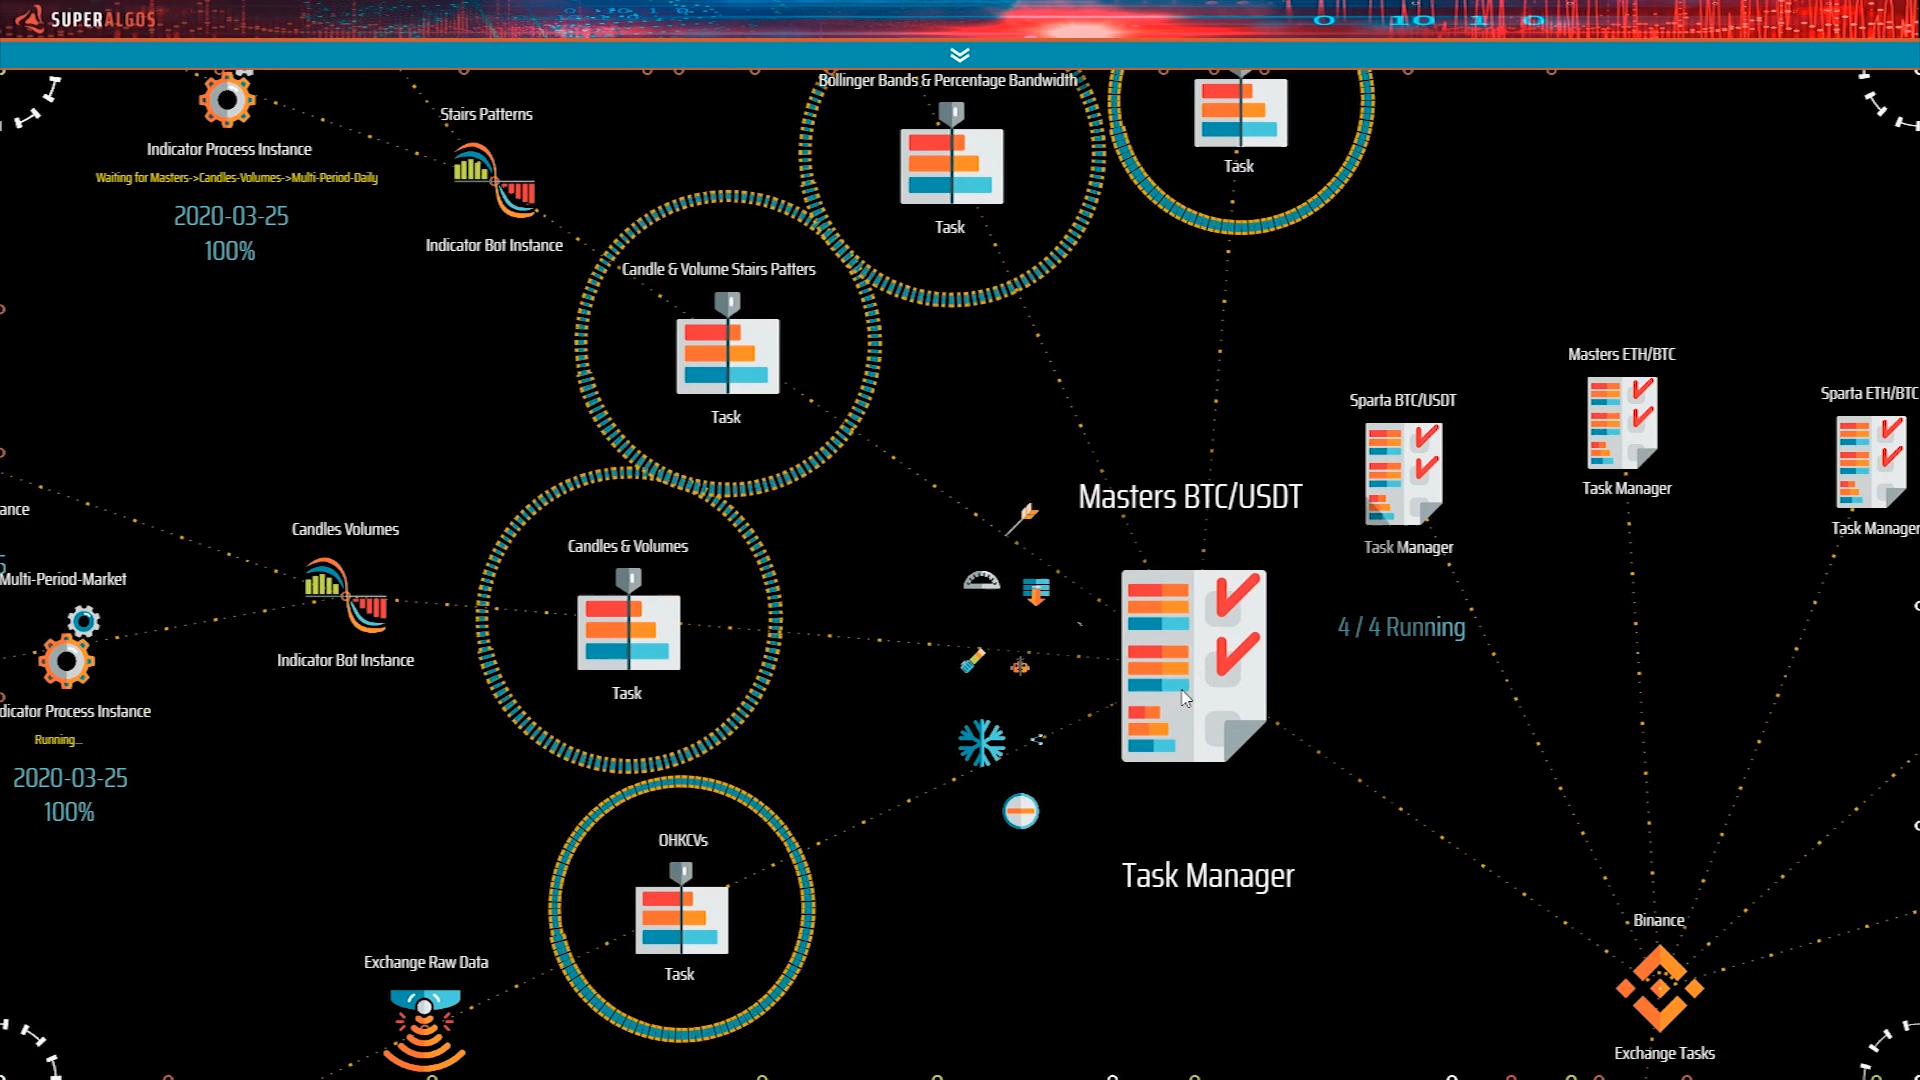 SUPERALGOS
Bollinger Bands & Percentage Bandwidth
Stairs Patterns
Indicator Process Instance
Waiting for Masters->Candles-Volumes->Multi-Period-Daily
2020-03-25
100%
Indicator Bot Instance
Task
Task
Candle & Volume Stairs Patters
Task
Masters ETH/BTC
Task Manager
Sparta BTC/USDT
Task Manager
Sparta ETH/BTC
Task Manager
Masters BTC/USDT
4 / 4 Running
Task Manager
ance
Candles Volumes
Indicator Bot Instance
Candles & Volumes
Task
Multi-Period-Market
dicator Process Instance
Running...
2020-03-25
100%
OHKCVs
Task
Exchange Raw Data
Binance
Exchange Tasks